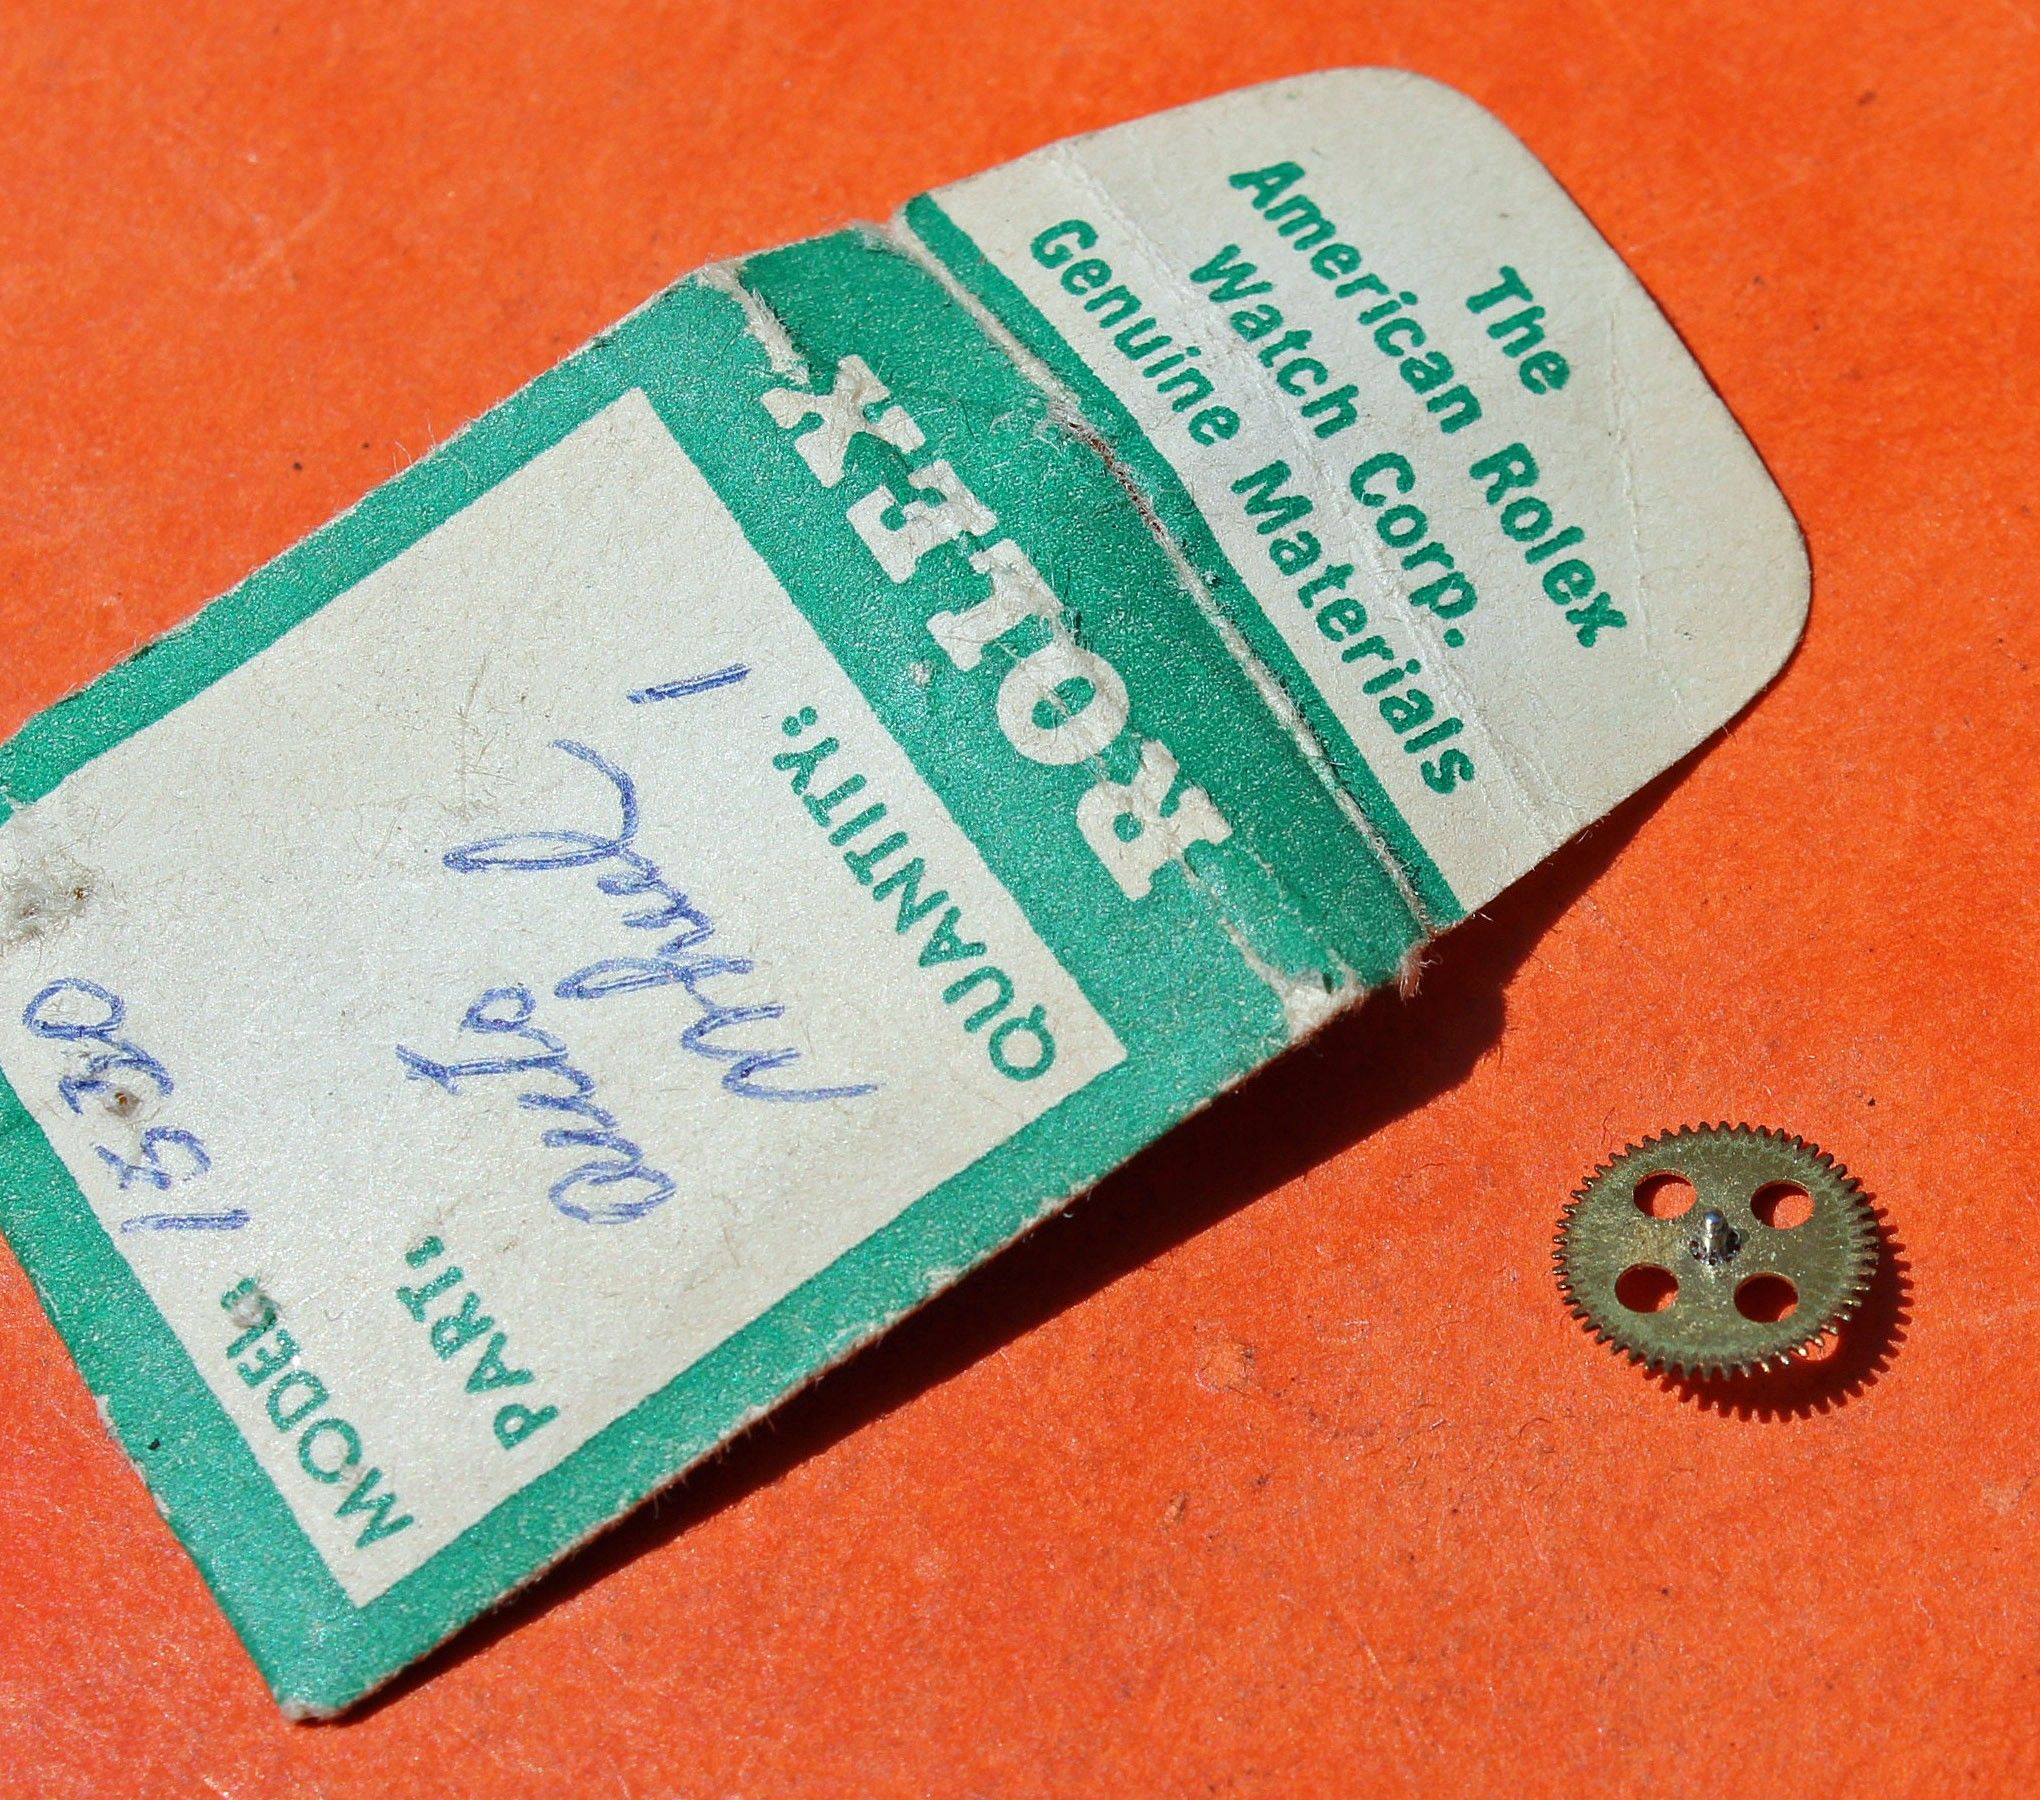 The
American Rolex
Watch Corp.
Genuine Materials
ROLEX
QUANTITY: 1
Wheel
PART: auto
MODEL: 1530